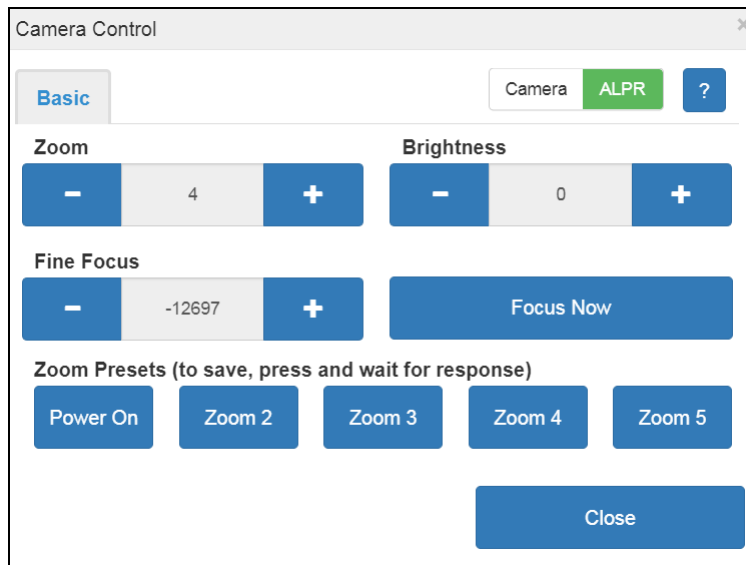 Camera Control ×
Basic Camera ALPR ?
Zoom Brightness
− 4 + − 0 +
Fine Focus
− -12697 + Focus Now
Zoom Presets (to save, press and wait for response)
Power On Zoom 2 Zoom 3 Zoom 4 Zoom 5
Close